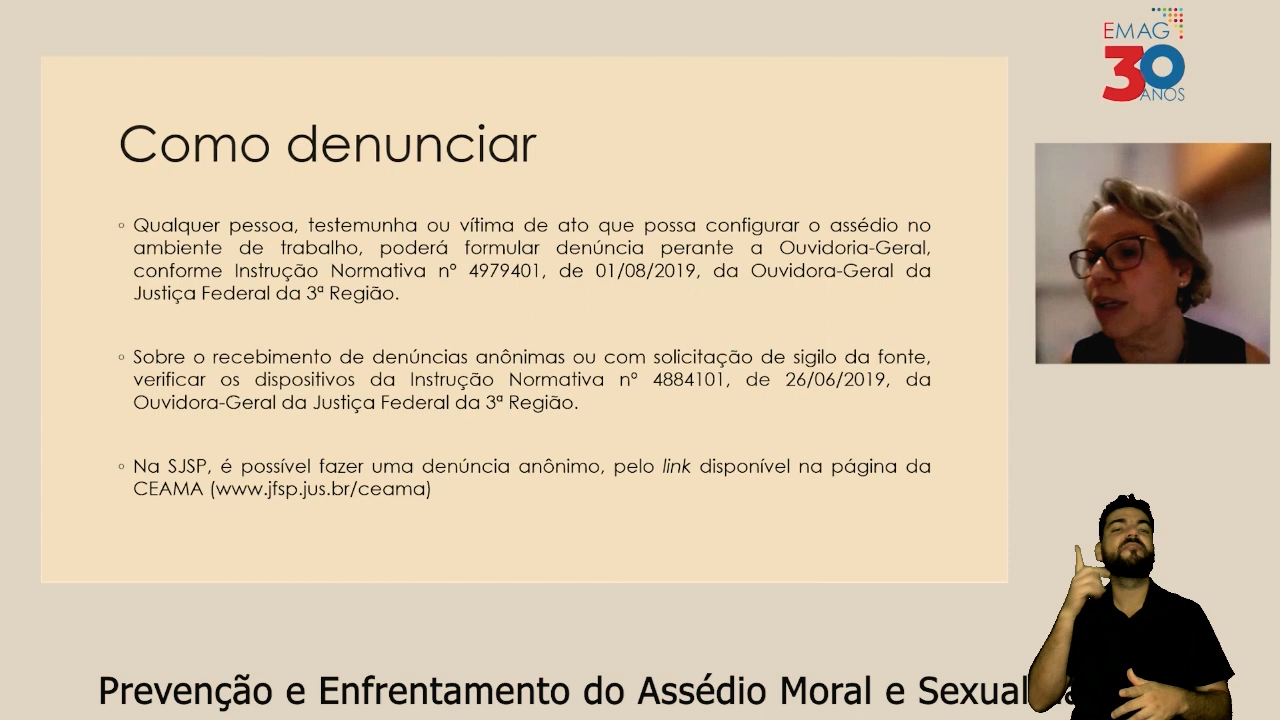 EMAG
30
ANOS
Como denunciar
◦ Qualquer pessoa, testemunha ou vítima de ato que possa configurar o assédio no
ambiente de trabalho, poderá formular denúncia perante a Ouvidoria-Geral,
conforme Instrução Normativa nº 4979401, de 01/08/2019, da Ouvidora-Geral da
Justiça Federal da 3ª Região.
◦ Sobre o recebimento de denúncias anônimas ou com solicitação de sigilo da fonte,
verificar os dispositivos da Instrução Normativa nº 4884101, de 26/06/2019, da
Ouvidora-Geral da Justiça Federal da 3ª Região.
◦ Na SJSP, é possível fazer uma denúncia anônimo, pelo link disponível na página da
CEAMA (www.jfsp.jus.br/ceama)
Prevenção e Enfrentamento do Assédio Moral e Sexual